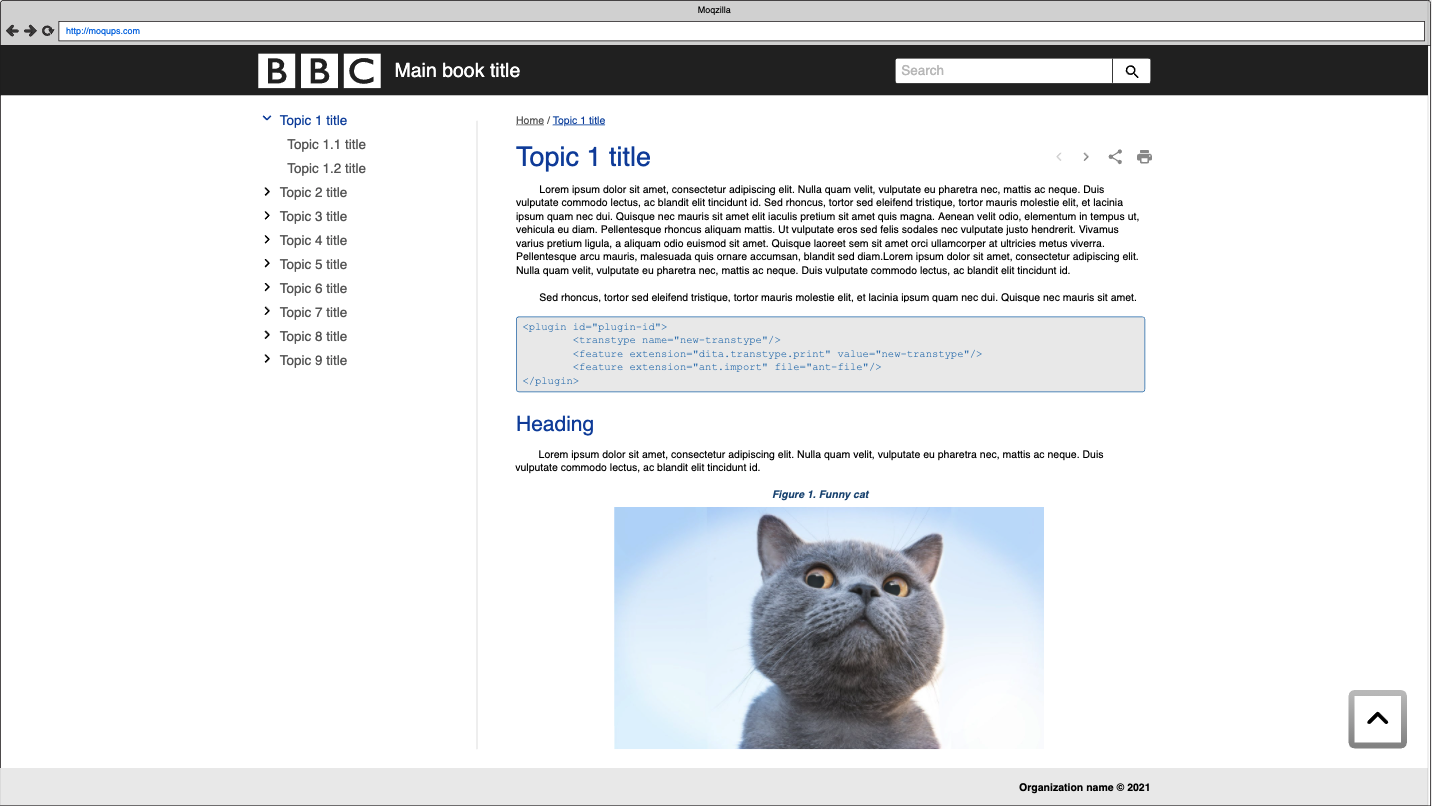 Moqzilla
http://moqups.com
BBC Main book title
Search
Topic 1 title
Topic 1.1 title
Topic 1.2 title
Topic 2 title
Topic 3 title
Topic 4 title
Topic 5 title
Topic 6 title
Topic 7 title
Topic 8 title
Topic 9 title
Home / Topic 1 title
Topic 1 title
Lorem ipsum dolor sit amet, consectetur adipiscing elit. Nulla quam velit, vulputate eu pharetra nec, mattis ac neque. Duis
vulputate commodo lectus, ac blandit elit tincidunt id. Sed rhoncus, tortor sed eleifend tristique, tortor mauris molestie elit, et lacinia
ipsum quam nec dui. Quisque nec mauris sit amet elit iaculis pretium sit amet quis magna. Aenean velit odio, elementum in tempus ut,
vehicula eu diam. Pellentesque rhoncus aliquam mattis. Ut vulputate eros sed felis sodales nec vulputate justo hendrerit. Vivamus
varius pretium ligula, a aliquam odio euismod sit amet. Quisque laoreet sem sit amet orci ullamcorper at ultricies metus viverra.
Pellentesque arcu mauris, malesuada quis ornare accumsan, blandit sed diam.Lorem ipsum dolor sit amet, consectetur adipiscing elit.
Nulla quam velit, vulputate eu pharetra nec, mattis ac neque. Duis vulputate commodo lectus, ac blandit elit tincidunt id.
Sed rhoncus, tortor sed eleifend tristique, tortor mauris molestie elit, et lacinia ipsum quam nec dui. Quisque nec mauris sit amet.
<plugin id="plugin-id">
<transtype name="new-transtype"/>
<feature extension="dita.transtype.print" value="new-transtype"/>
<feature extension="ant.import" file="ant-file"/>
</plugin>
Heading
Lorem ipsum dolor sit amet, consectetur adipiscing elit. Nulla quam velit, vulputate eu pharetra nec, mattis ac neque. Duis
vulputate commodo lectus, ac blandit elit tincidunt id.
Figure 1. Funny cat
Organization name © 2021